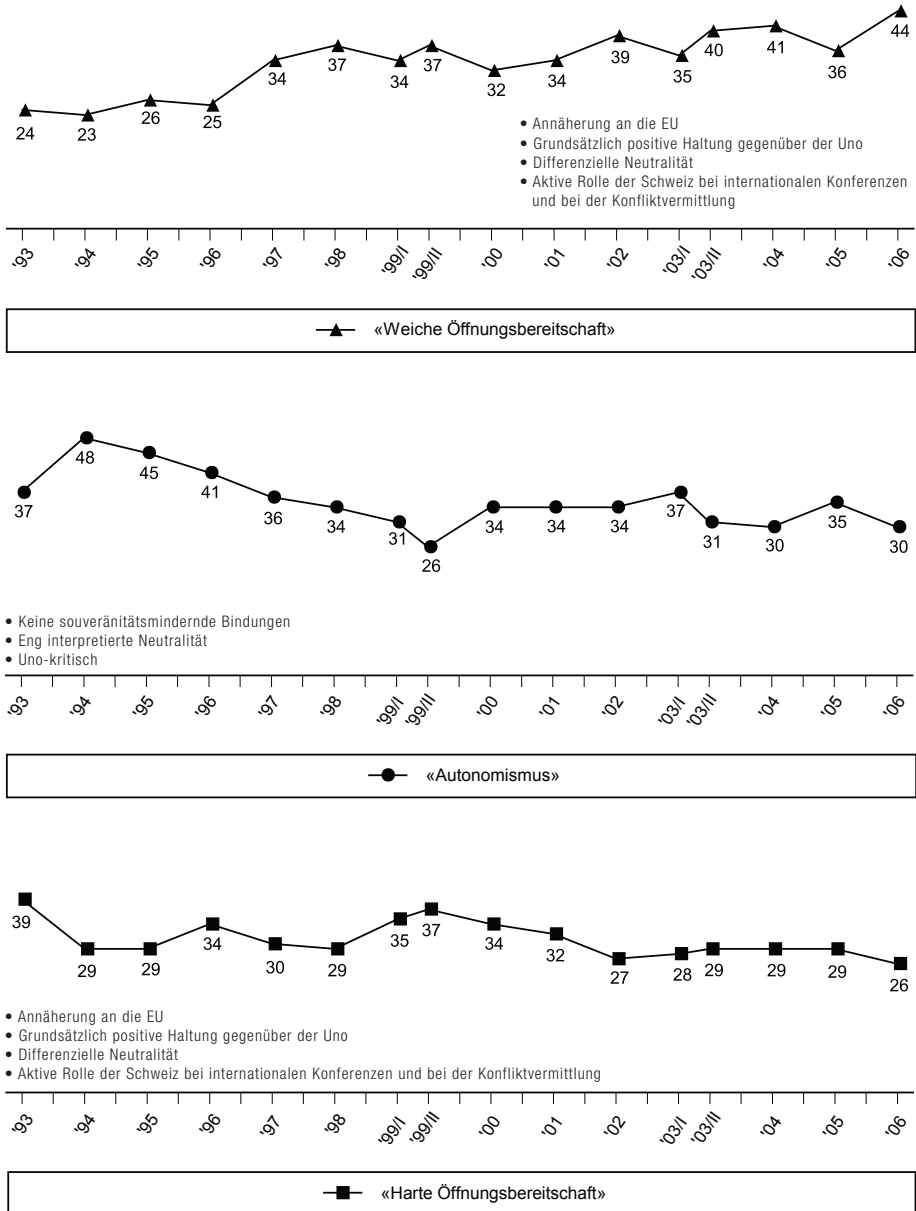 24 23 26 25 34 37 34 37 32 34 39 35 40 41 36 44
• Annäherung an die EU
• Grundsätzlich positive Haltung gegenüber der Uno
• Differenzielle Neutralität
• Aktive Rolle der Schweiz bei internationalen Konferenzen
und bei der Konfliktvermittlung
'93 '94 '95 '96 '97 '98 '99/I '99/II '00 '01 '02 '03/I '03/II '04 '05 '06
«Weiche Öffnungsbereitschaft»
37 48 45 41 36 34 31 26 34 34 34 37 31 30 35 30
• Keine souveränitätsmindernde Bindungen
• Eng interpretierte Neutralität
• Uno-kritisch
'93 '94 '95 '96 '97 '98 '99/I '99/II '00 '01 '02 '03/I '03/II '04 '05 '06
«Autonomismus»
39 29 29 34 30 29 35 37 34 32 27 28 29 29 29 26
• Annäherung an die EU
• Grundsätzlich positive Haltung gegenüber der Uno
• Differenzielle Neutralität
• Aktive Rolle der Schweiz bei internationalen Konferenzen und bei der Konfliktvermittlung
'93 '94 '95 '96 '97 '98 '99/I '99/II '00 '01 '02 '03/I '03/II '04 '05 '06
«Harte Öffnungsbereitschaft»